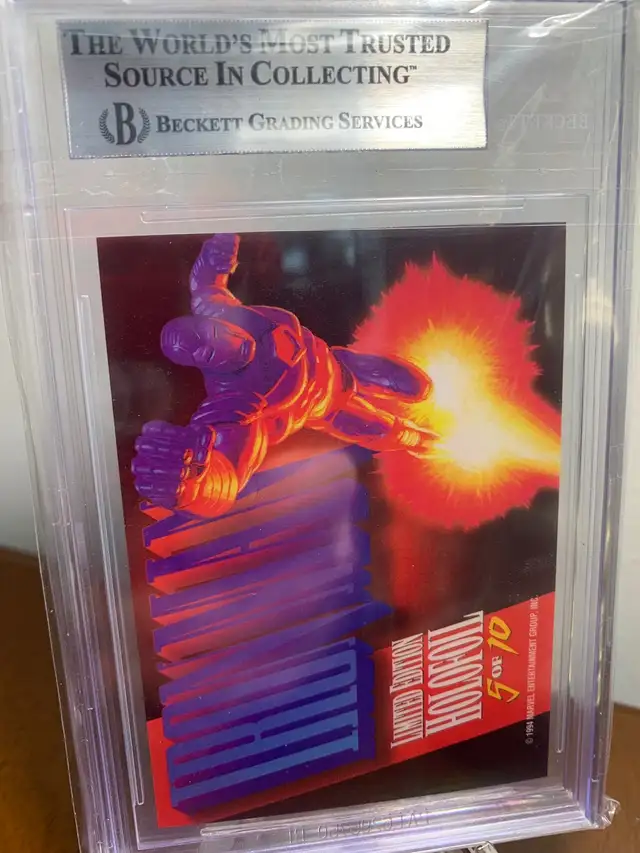 THE WORLD'S MOST TRUSTED
SOURCE IN COLLECTING™
B BECKETT GRADING SERVICES
IRON MAN
LIMITED EDITION
HOLOFOIL
5 OF 10
© 1994 MARVEL ENTERTAINMENT GROUP, INC.